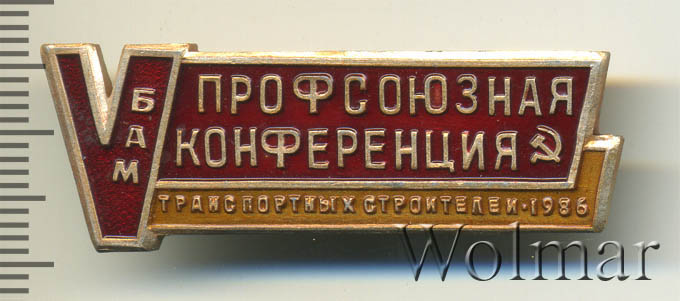 V
БАМ
ПРОФСОЮЗНАЯ
КОНФЕРЕНЦИЯ
ТРАНСПОРТНЫХ СТРОИТЕЛЕЙ·1986
Wolmar